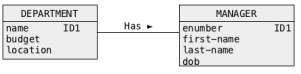 DEPARTMENT
name ID1
budget
location
Has ►
MANAGER
enumber ID1
first-name
last-name
dob